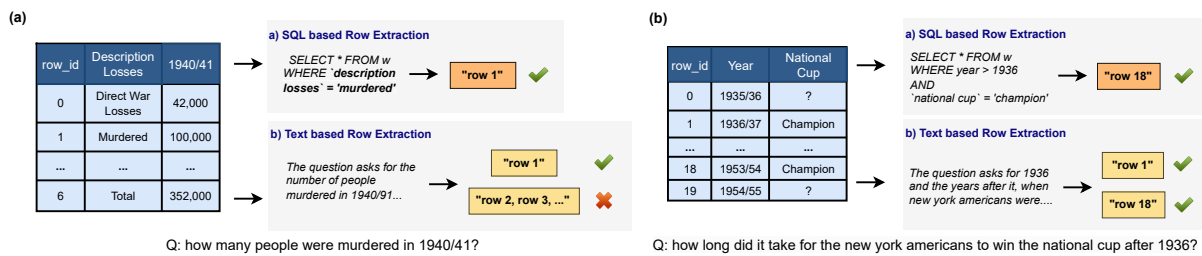 (a)
row_id Description Losses 1940/41
0 Direct War Losses 42,000
1 Murdered 100,000
... ... ...
6 Total 352,000
a) SQL based Row Extraction
SELECT * FROM w
WHERE `description
losses` = 'murdered'
"row 1"
b) Text based Row Extraction
The question asks for the
number of people
murdered in 1940/91...
"row 1"
"row 2, row 3, ..."
Q: how many people were murdered in 1940/41?
(b)
row_id Year National Cup
0 1935/36 ?
1 1936/37 Champion
... ... ...
18 1953/54 Champion
19 1954/55 ?
a) SQL based Row Extraction
SELECT * FROM w
WHERE year > 1936
AND
`national cup` = 'champion'
"row 18"
b) Text based Row Extraction
The question asks for 1936
and the years after it, when
new york americans were....
"row 1"
"row 18"
Q: how long did it take for the new york americans to win the national cup after 1936?